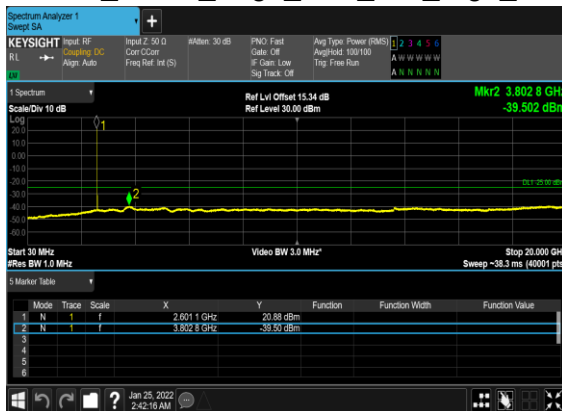 Spectrum Analyzer 1
Swept SA
KEYSIGHT
RL
Input: RF
Coupling: DC
Align: Auto
Input Z: 50 Ω
Corr CCorr
Freq Ref: Int (S)
#Atten: 30 dB
PNO: Fast
Gate: Off
IF Gain: Low
Sig Track: Off
Avg Type: Power (RMS)
Avg|Hold: 100/100
Trig: Free Run
1 2 3 4 5 6
A W W W W W
A N N N N N
1 Spectrum
Scale/Div 10 dB
Ref Lvl Offset 15.34 dB
Ref Level 30.00 dBm
Mkr2 3.802 8 GHz
-39.502 dBm
Log
20.0
10.0
0.00
-10.0
-20.0
-30.0
-40.0
-50.0
-60.0
1
2
Start 30 MHz
#Res BW 1.0 MHz
Video BW 3.0 MHz*
Stop 20.000 GH
Sweep ~38.3 ms (40001 pts
5 Marker Table
Mode Trace Scale X Y Function Function Width Function Value
1 N 1 f 2.601 1 GHz 20.88 dBm
2 N 1 f 3.802 8 GHz -39.50 dBm
3
4
5
6
Jan 25, 2022
2:42:16 AM